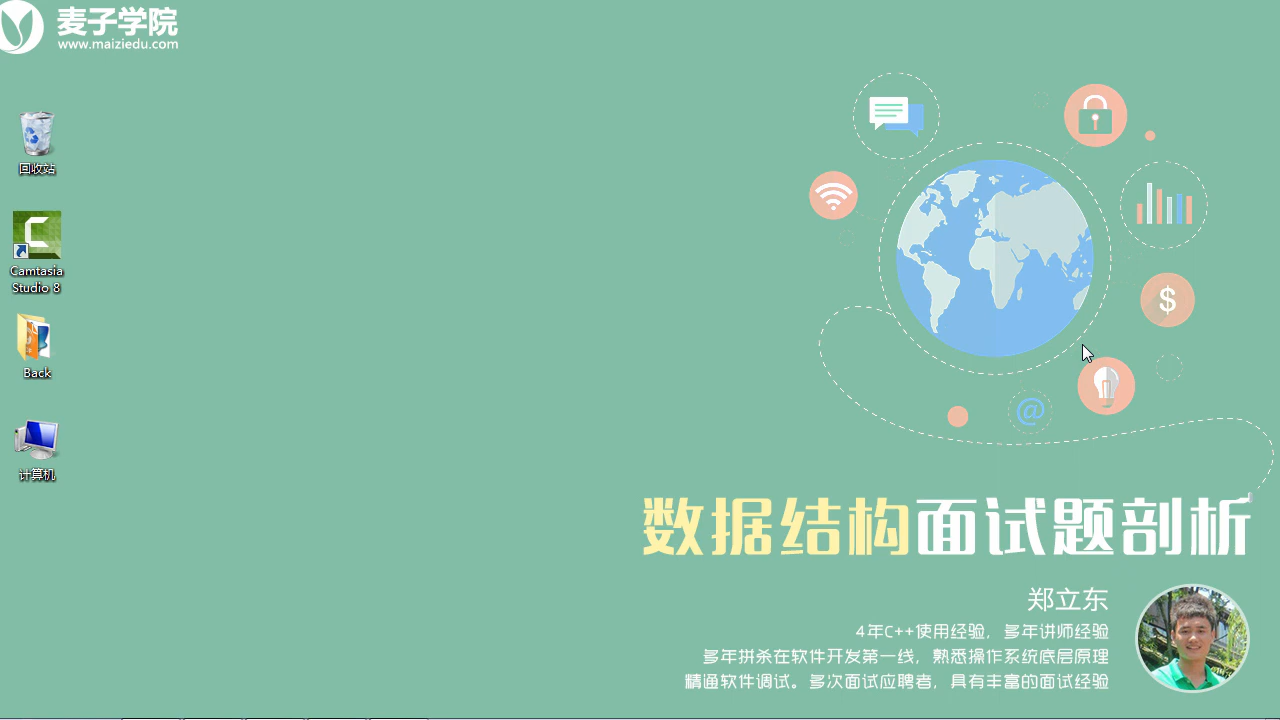 麦子学院
www.maiziedu.com
回收站
Camtasia
Studio 8
Back
计算机
$
@
数据结构面试题剖析
郑立东
4年C++使用经验，多年讲师经验
多年拼杀在软件开发第一线，熟悉操作系统底层原理
精通软件调试。多次面试应聘者，具有丰富的面试经验